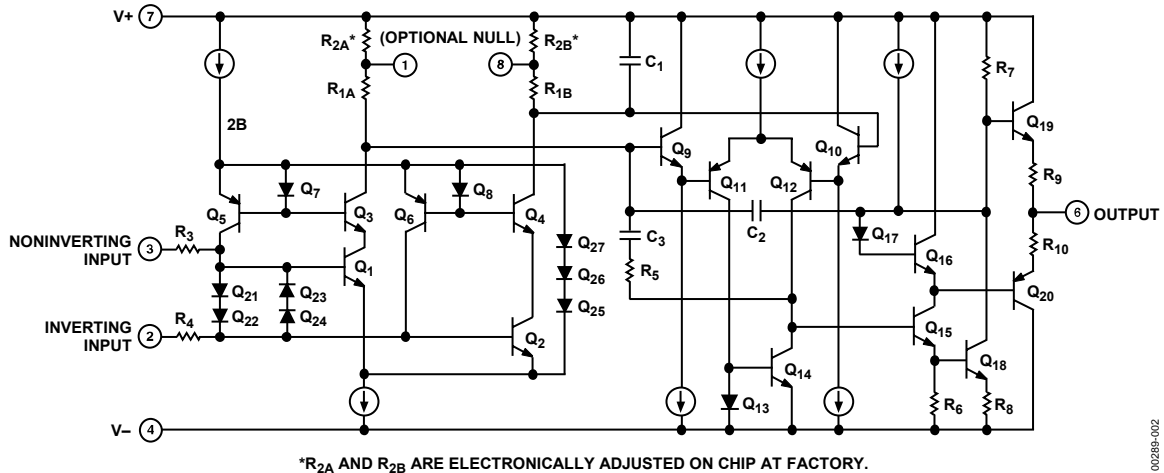 V+ 7
R2A*
(OPTIONAL NULL)
R2B*
1
8
R1A
R1B
C1
R7
2B
Q19
Q9
Q10
Q7
Q8
Q11
Q12
R9
Q5
Q3
Q6
Q4
6 OUTPUT
NONINVERTING
INPUT
3
R3
Q27
C3
C2
Q17
R10
Q1
Q26
R5
Q16
Q21
Q23
Q25
Q20
Q22
Q24
INVERTING
INPUT
2
R4
Q2
Q15
Q14
Q18
Q13
R6
R8
V– 4
*R2A AND R2B ARE ELECTRONICALLY ADJUSTED ON CHIP AT FACTORY.
00289-002